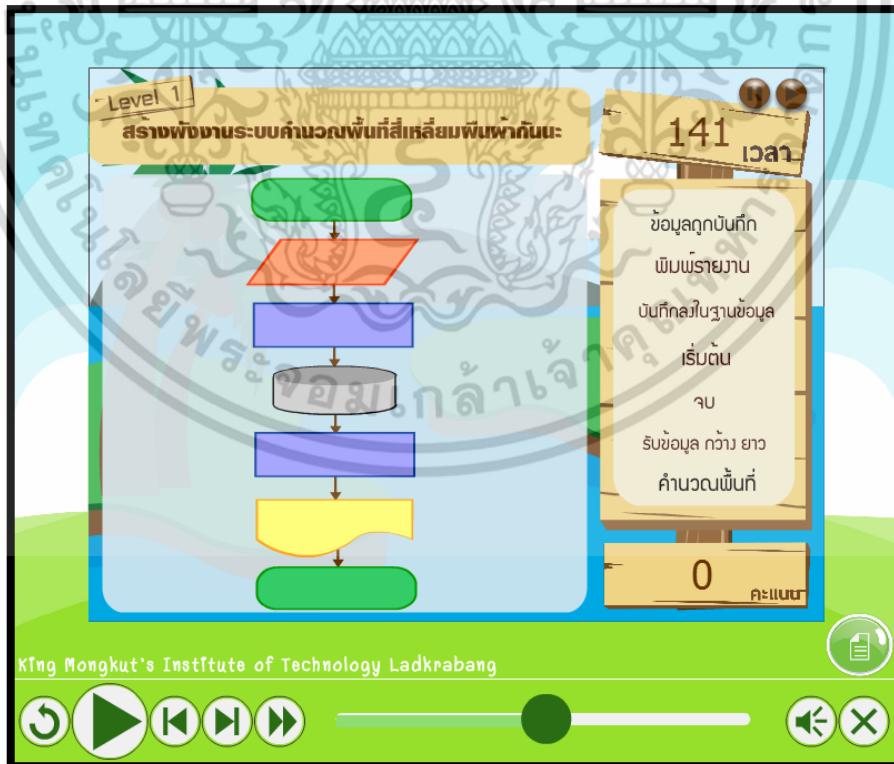 Level 1
สร้างผังงานระบบคำนวณพื้นที่สี่เหลี่ยมผืนผ้ากันนะ
141
เวลา
ข้อมูลถูกบันทึก
พิมพ์รายงาน
บันทึกลงในฐานข้อมูล
เริ่มต้น
จบ
รับข้อมูล กว้าง ยาว
คำนวณพื้นที่
0
คะแนน
King Mongkut's Institute of Technology Ladkrabang